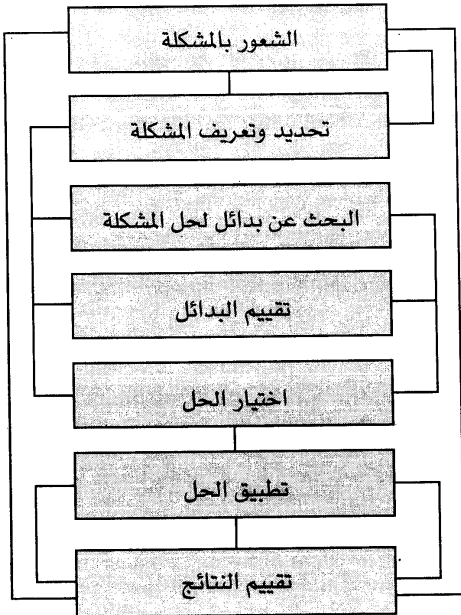 الشعور بالمشكلة
تحديد وتعريف المشكلة
البحث عن بدائل لحل المشكلة
تقييم البدائل
اختيار الحل
تطبيق الحل
تقييم النتائج